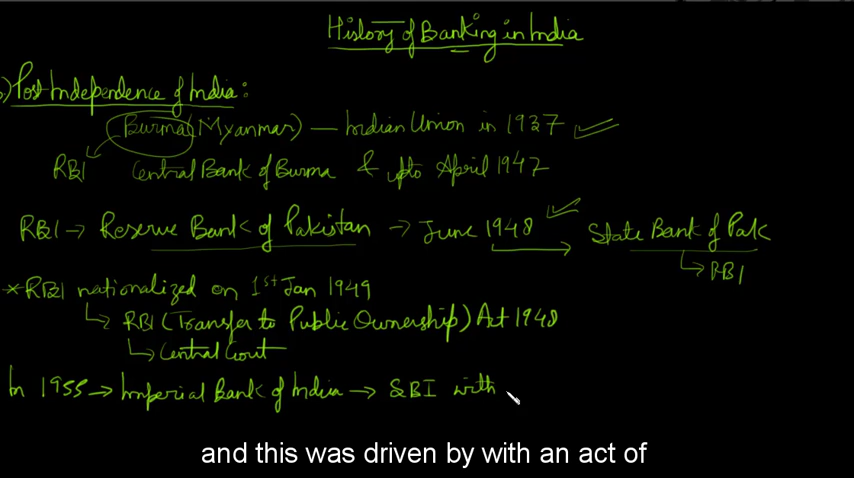 History of Banking in India
.) Post Independence of India:
Burma (Myanmar) — Indian Union in 1937
RBI Central Bank of Burma & upto April 1947
RBI → Reserve Bank of Pakistan → June 1948 → State Bank of Pak
↳ RBI
*RBI nationalized on 1st Jan 1949
↳ RBI (Transfer to Public Ownership) Act 1948
↳ Central Govt
In 1955 → Imperial Bank of India → SBI with
and this was driven by with an act of